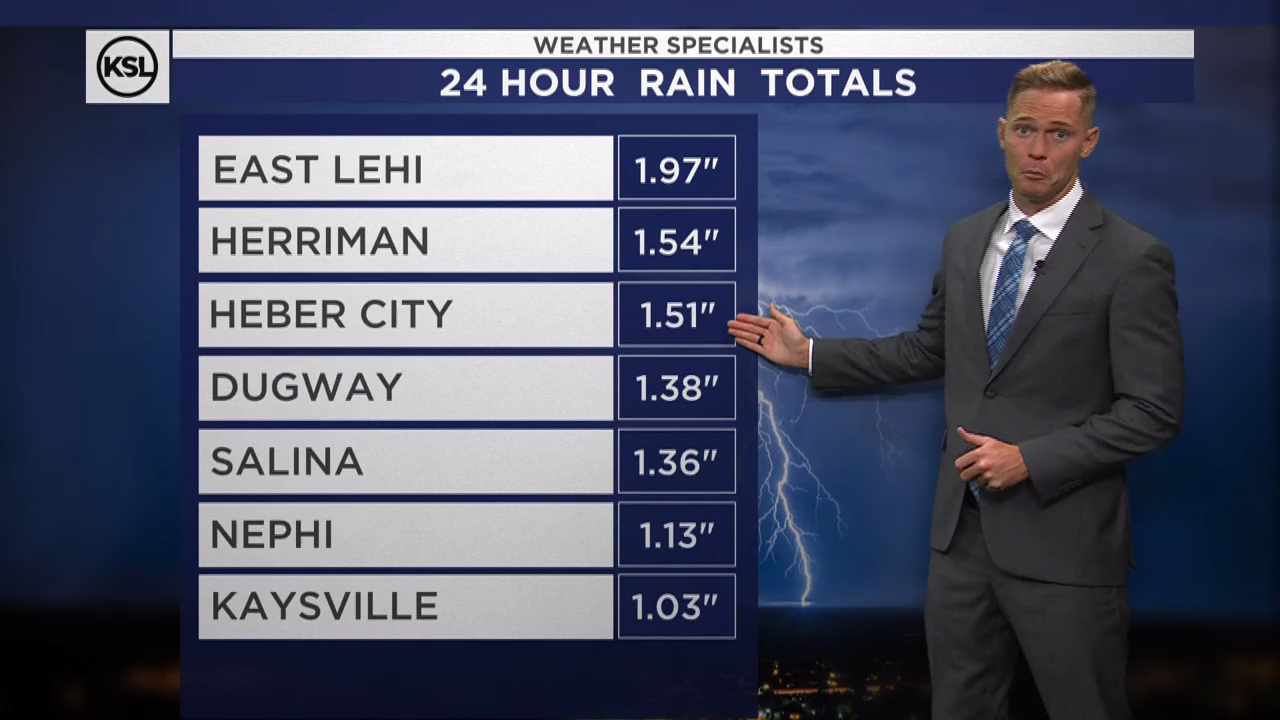 KSL
WEATHER SPECIALISTS
24 HOUR RAIN TOTALS
EAST LEHI 1.97"
HERRIMAN 1.54"
HEBER CITY 1.51"
DUGWAY 1.38"
SALINA 1.36"
NEPHI 1.13"
KAYSVILLE 1.03"